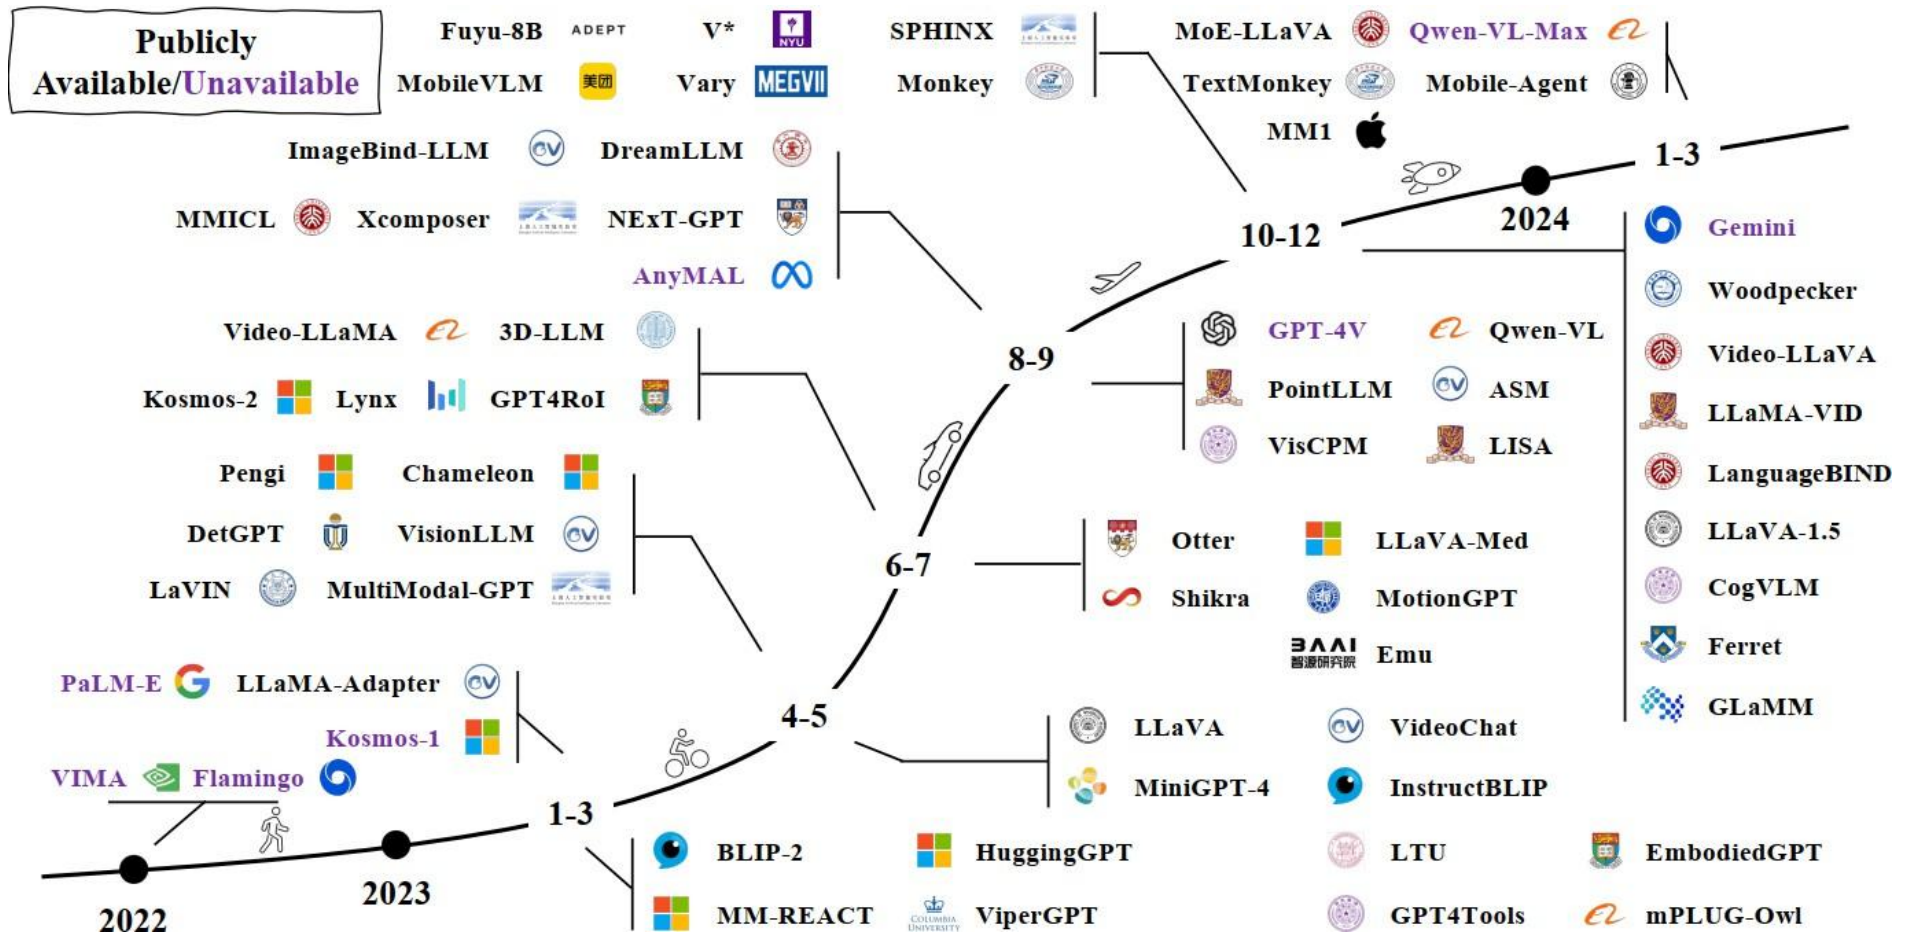 Publicly
Available/Unavailable
Fuyu-8B ADEPT V* NYU SPHINX MoE-LLaVA Qwen-VL-Max
MobileVLM 美团 Vary MEGVII Monkey TextMonkey Mobile-Agent
MM1
ImageBind-LLM DreamLLM
1-3
MMICL Xcomposer NExT-GPT
2024
10-12
AnyMAL
Gemini
Woodpecker
Video-LLaVA
LLaMA-VID
LanguageBIND
LLaVA-1.5
CogVLM
Ferret
GLaMM
Video-LLaMA 3D-LLM
8-9
GPT-4V Qwen-VL
PointLLM ASM
VisCPM LISA
Kosmos-2 Lynx GPT4RoI
Pengi Chameleon
DetGPT VisionLLM
LaVIN MultiModal-GPT
6-7
Otter LLaVA-Med
Shikra MotionGPT
BAAI
智源研究院
Emu
PaLM-E LLaMA-Adapter
Kosmos-1
4-5
LLaVA VideoChat
MiniGPT-4 InstructBLIP
VIMA Flamingo
1-3
BLIP-2 HuggingGPT LTU EmbodiedGPT
MM-REACT COLUMBIA UNIVERSITY ViperGPT GPT4Tools mPLUG-Owl
2023
2022